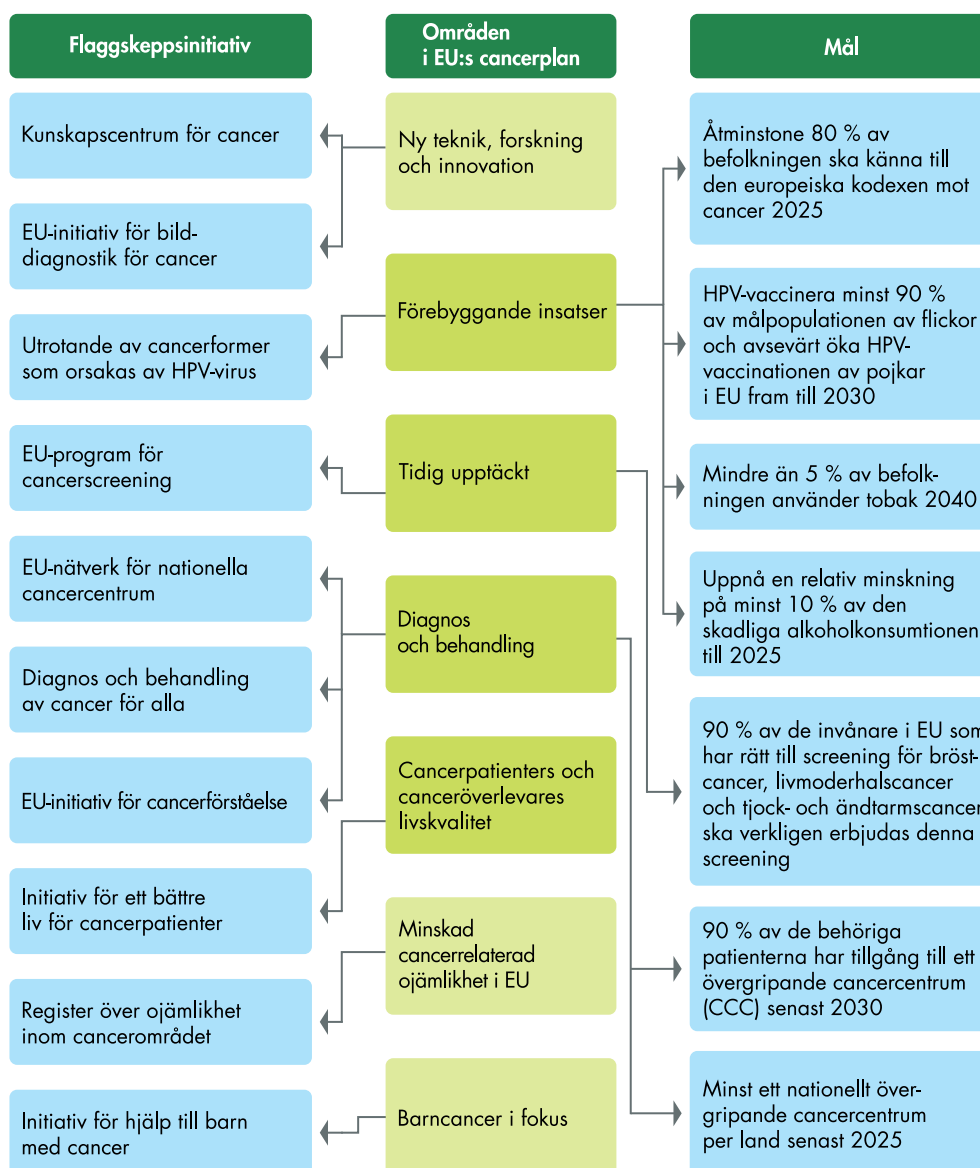 Flaggskeppsinitiativ
Kunskapscentrum för cancer
EU-initiativ för bild-
diagnostik för cancer
Utrotande av cancerformer
som orsakas av HPV-virus
EU-program för
cancerscreening
EU-nätverk för nationella
cancercentrum
Diagnos och behandling
av cancer för alla
EU-initiativ för cancerförståelse
Initiativ för ett bättre
liv för cancerpatienter
Register över ojämlikhet
inom cancerområdet
Initiativ för hjälp till barn
med cancer
Områden
i EU:s cancerplan
Ny teknik, forskning
och innovation
Förebyggande insatser
Tidig upptäckt
Diagnos
och behandling
Cancerpatienters och
canceröverlevares
livskvalitet
Minskad
cancerrelaterad
ojämlikhet i EU
Barncancer i fokus
Mål
Åtminstone 80 % av
befolkningen ska känna till
den europeiska kodexen mot
cancer 2025
HPV-vaccinera minst 90 %
av målpopulationen av flickor
och avsevärt öka HPV-
vaccinationen av pojkar
i EU fram till 2030
Mindre än 5 % av befolk-
ningen använder tobak 2040
Uppnå en relativ minskning
på minst 10 % av den
skadliga alkoholkonsumtionen
till 2025
90 % av de invånare i EU som
har rätt till screening för bröst-
cancer, livmoderhalscancer
och tjock- och ändtarmscancer
ska verkligen erbjudas denna
screening
90 % av de behöriga
patienterna har tillgång till ett
övergripande cancercentrum
(CCC) senast 2030
Minst ett nationellt över-
gripande cancercentrum
per land senast 2025